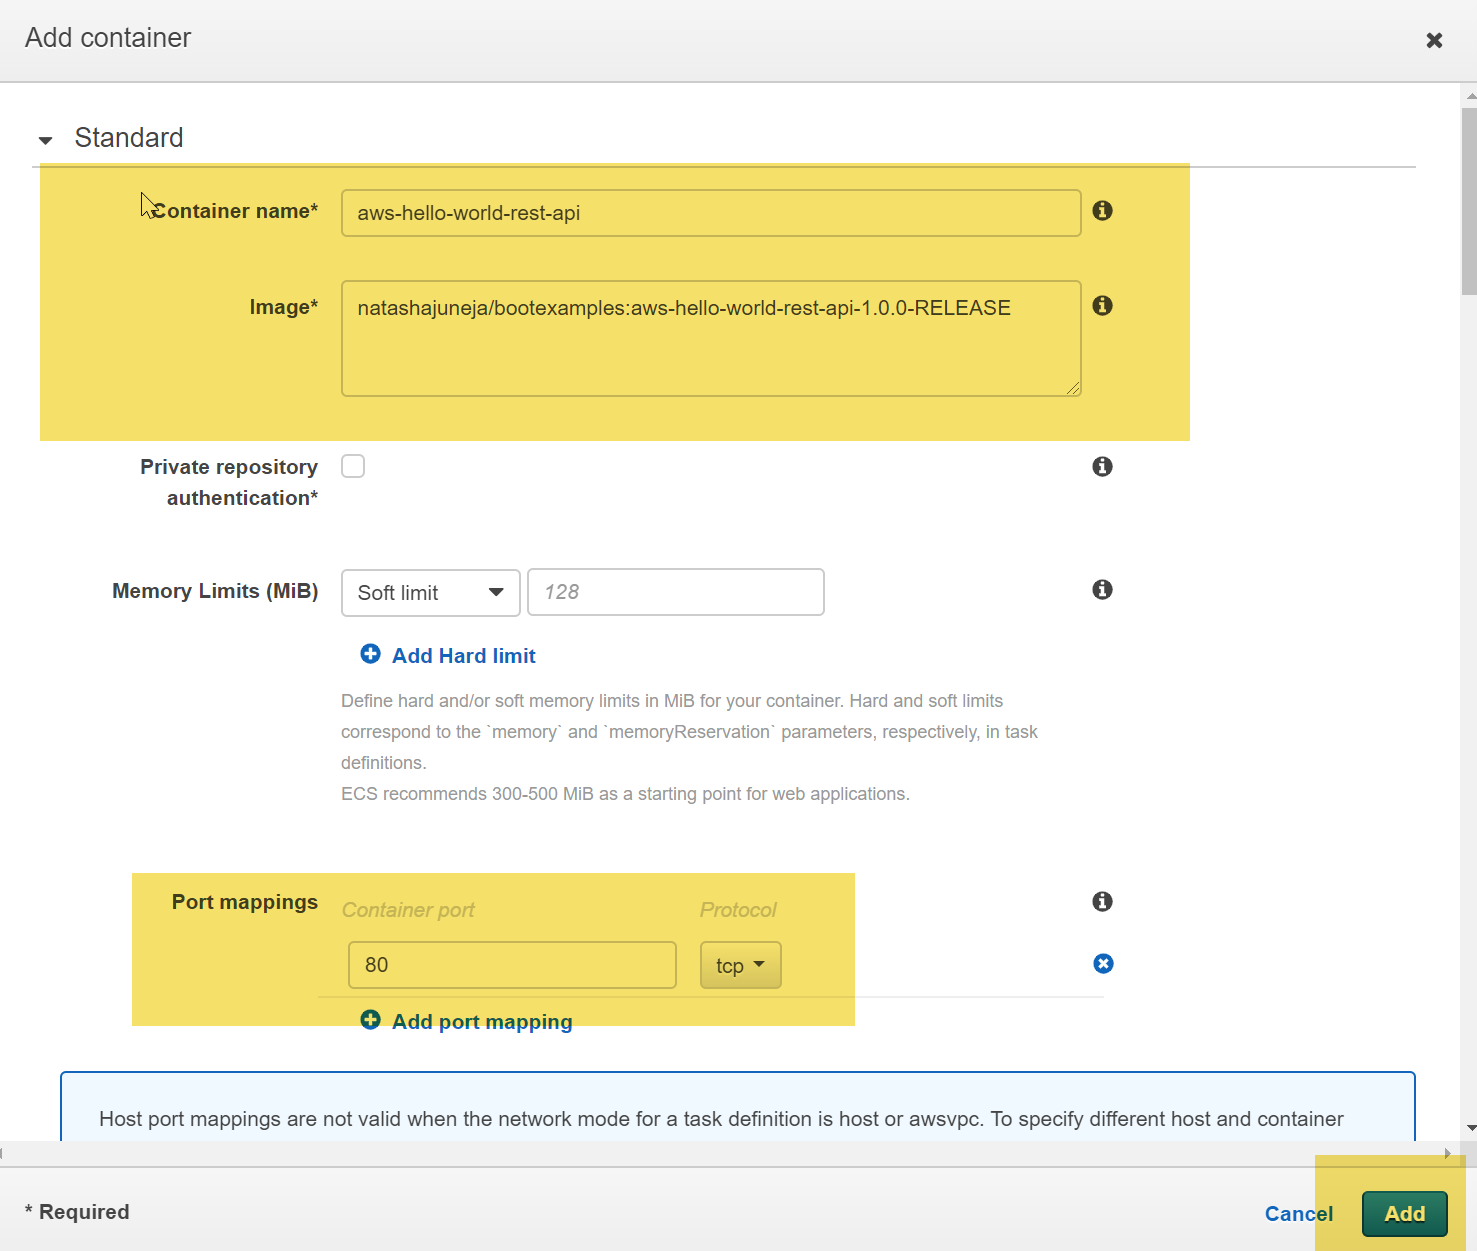 Add container
Standard
Container name*
aws-hello-world-rest-api
Image*
natashajuneja/bootexamples:aws-hello-world-rest-api-1.0.0-RELEASE
Private repository
authentication*
Memory Limits (MiB)
Soft limit
128
Add Hard limit
Define hard and/or soft memory limits in MiB for your container. Hard and soft limits
correspond to the `memory` and `memoryReservation` parameters, respectively, in task
definitions.
ECS recommends 300-500 MiB as a starting point for web applications.
Port mappings
Container port
Protocol
80
tcp
Add port mapping
Host port mappings are not valid when the network mode for a task definition is host or awsvpc. To specify different host and container
* Required
Cancel
Add